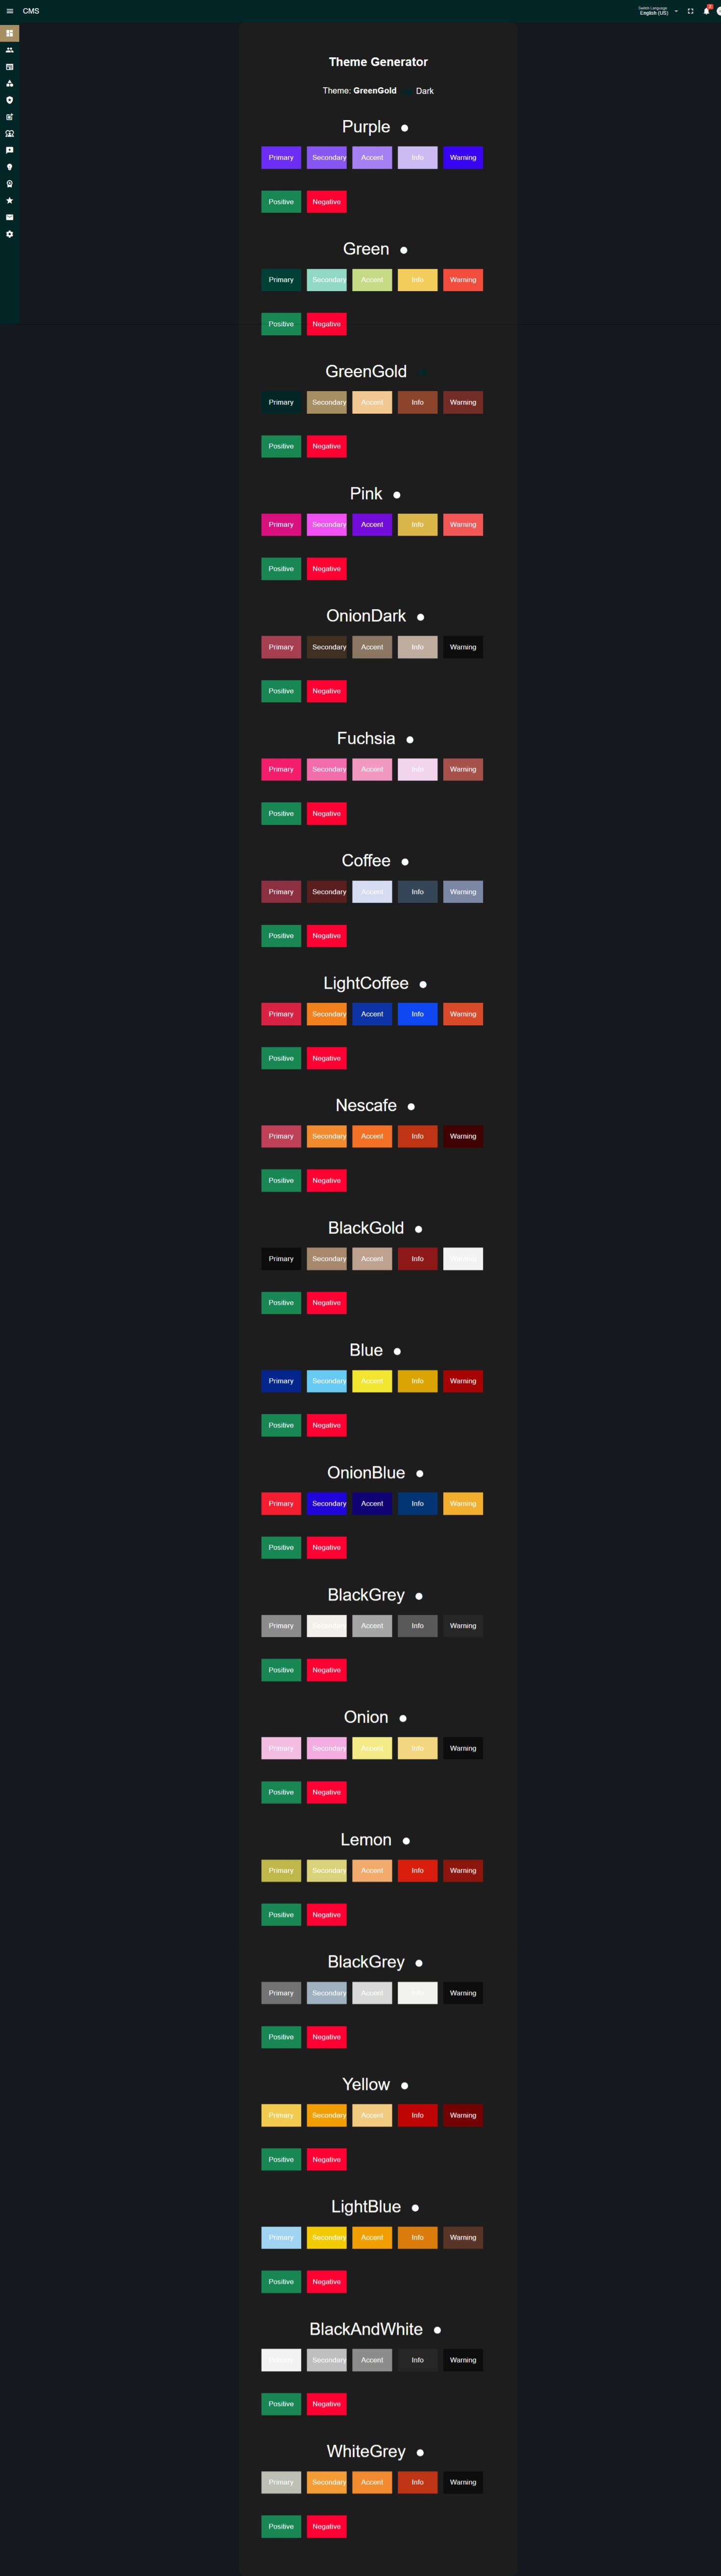 CMS
Switch Language
English (US)
Theme Generator
Theme: GreenGold Dark
Purple
Primary Secondary Accent Info Warning
Positive Negative
Green
Primary Secondary Accent Info Warning
Positive Negative
GreenGold
Primary Secondary Accent Info Warning
Positive Negative
Pink
Primary Secondary Accent Info Warning
Positive Negative
OnionDark
Primary Secondary Accent Info Warning
Positive Negative
Fuchsia
Primary Secondary Accent Info Warning
Positive Negative
Coffee
Primary Secondary Accent Info Warning
Positive Negative
LightCoffee
Primary Secondary Accent Info Warning
Positive Negative
Nescafe
Primary Secondary Accent Info Warning
Positive Negative
BlackGold
Primary Secondary Accent Info
Positive Negative
Blue
Primary Secondary Accent Info Warning
Positive Negative
OnionBlue
Primary Secondary Accent Info Warning
Positive Negative
BlackGrey
Primary Accent Info Warning
Positive Negative
Onion
Primary Secondary Accent Info Warning
Positive Negative
Lemon
Primary Secondary Accent Info Warning
Positive Negative
BlackGrey
Primary Secondary Accent Warning
Positive Negative
Yellow
Primary Secondary Accent Info Warning
Positive Negative
LightBlue
Primary Secondary Accent Info Warning
Positive Negative
BlackAndWhite
Secondary Accent Info Warning
Positive Negative
WhiteGrey
Primary Secondary Accent Info Warning
Positive Negative